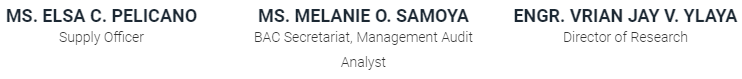 MS. ELSA C. PELICANO
Supply Officer
MS. MELANIE O. SAMOYA
BAC Secretariat, Management Audit
Analyst
ENGR. VRIAN JAY V. YLAYA
Director of Research